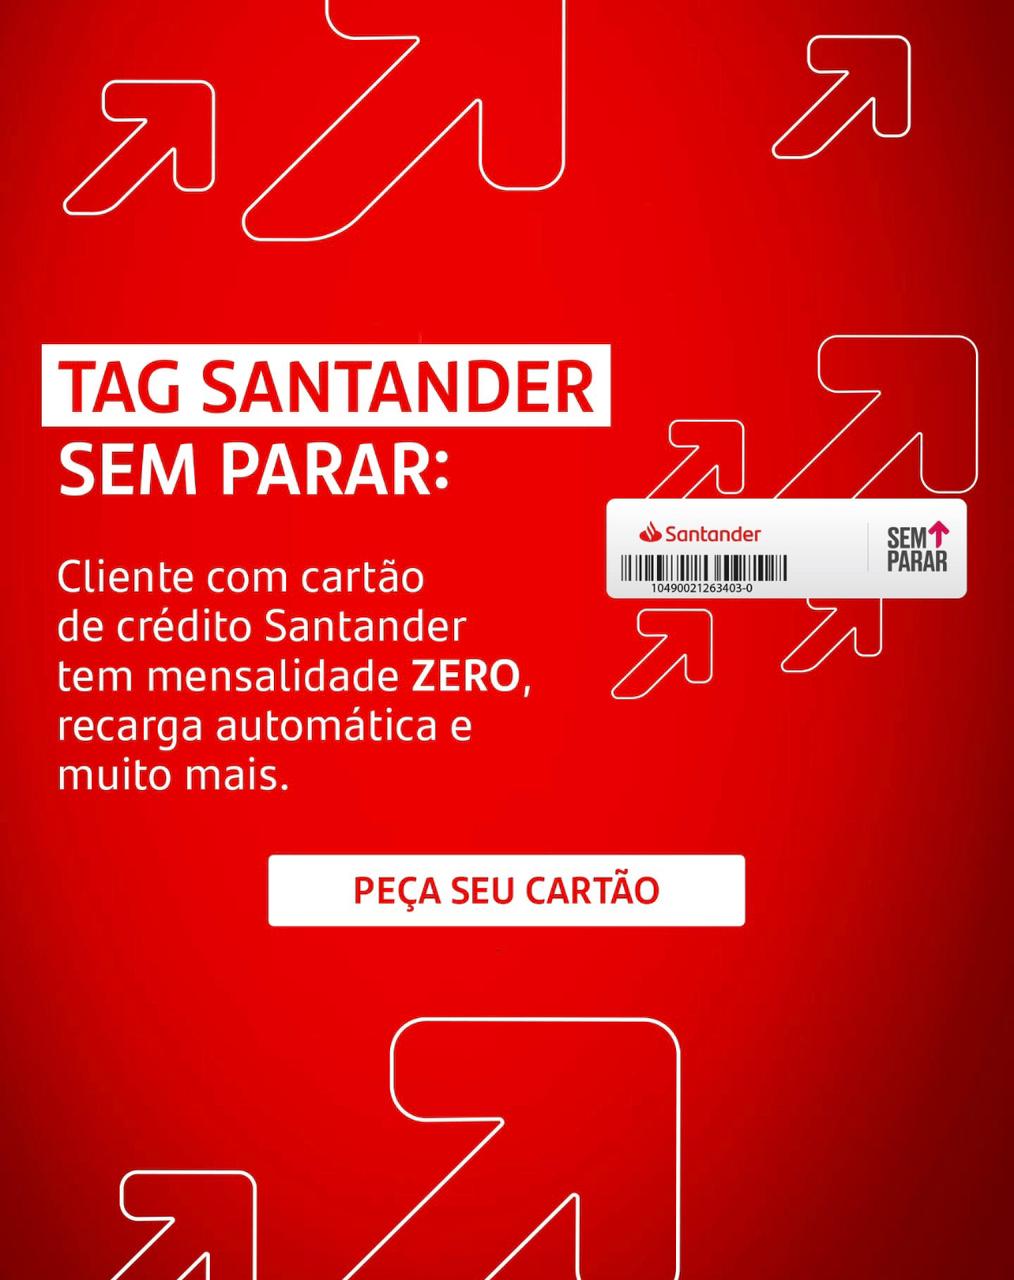 TAG SANTANDER
SEM PARAR:
Cliente com cartão
de crédito Santander
tem mensalidade ZERO,
recarga automática e
muito mais.
Santander
10490021263403-0
SEM
PARAR
PEÇA SEU CARTÃO